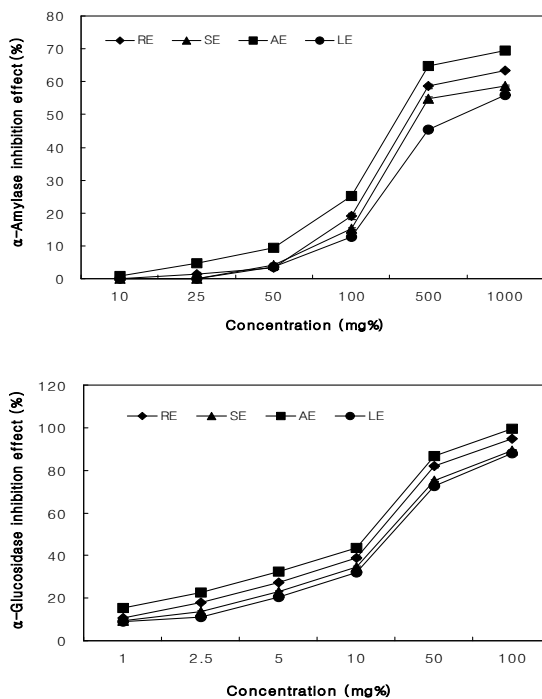 80
70
60
50
40
30
20
10
0
α-Amylase inhibition effect (%)
RE SE AE LE
10 25 50 100 500 1000
Concentration (mg%)
120
100
80
60
40
20
0
α-Glucosidase inhibition effect (%)
RE SE AE LE
1 2.5 5 10 50 100
Concentration (mg%)